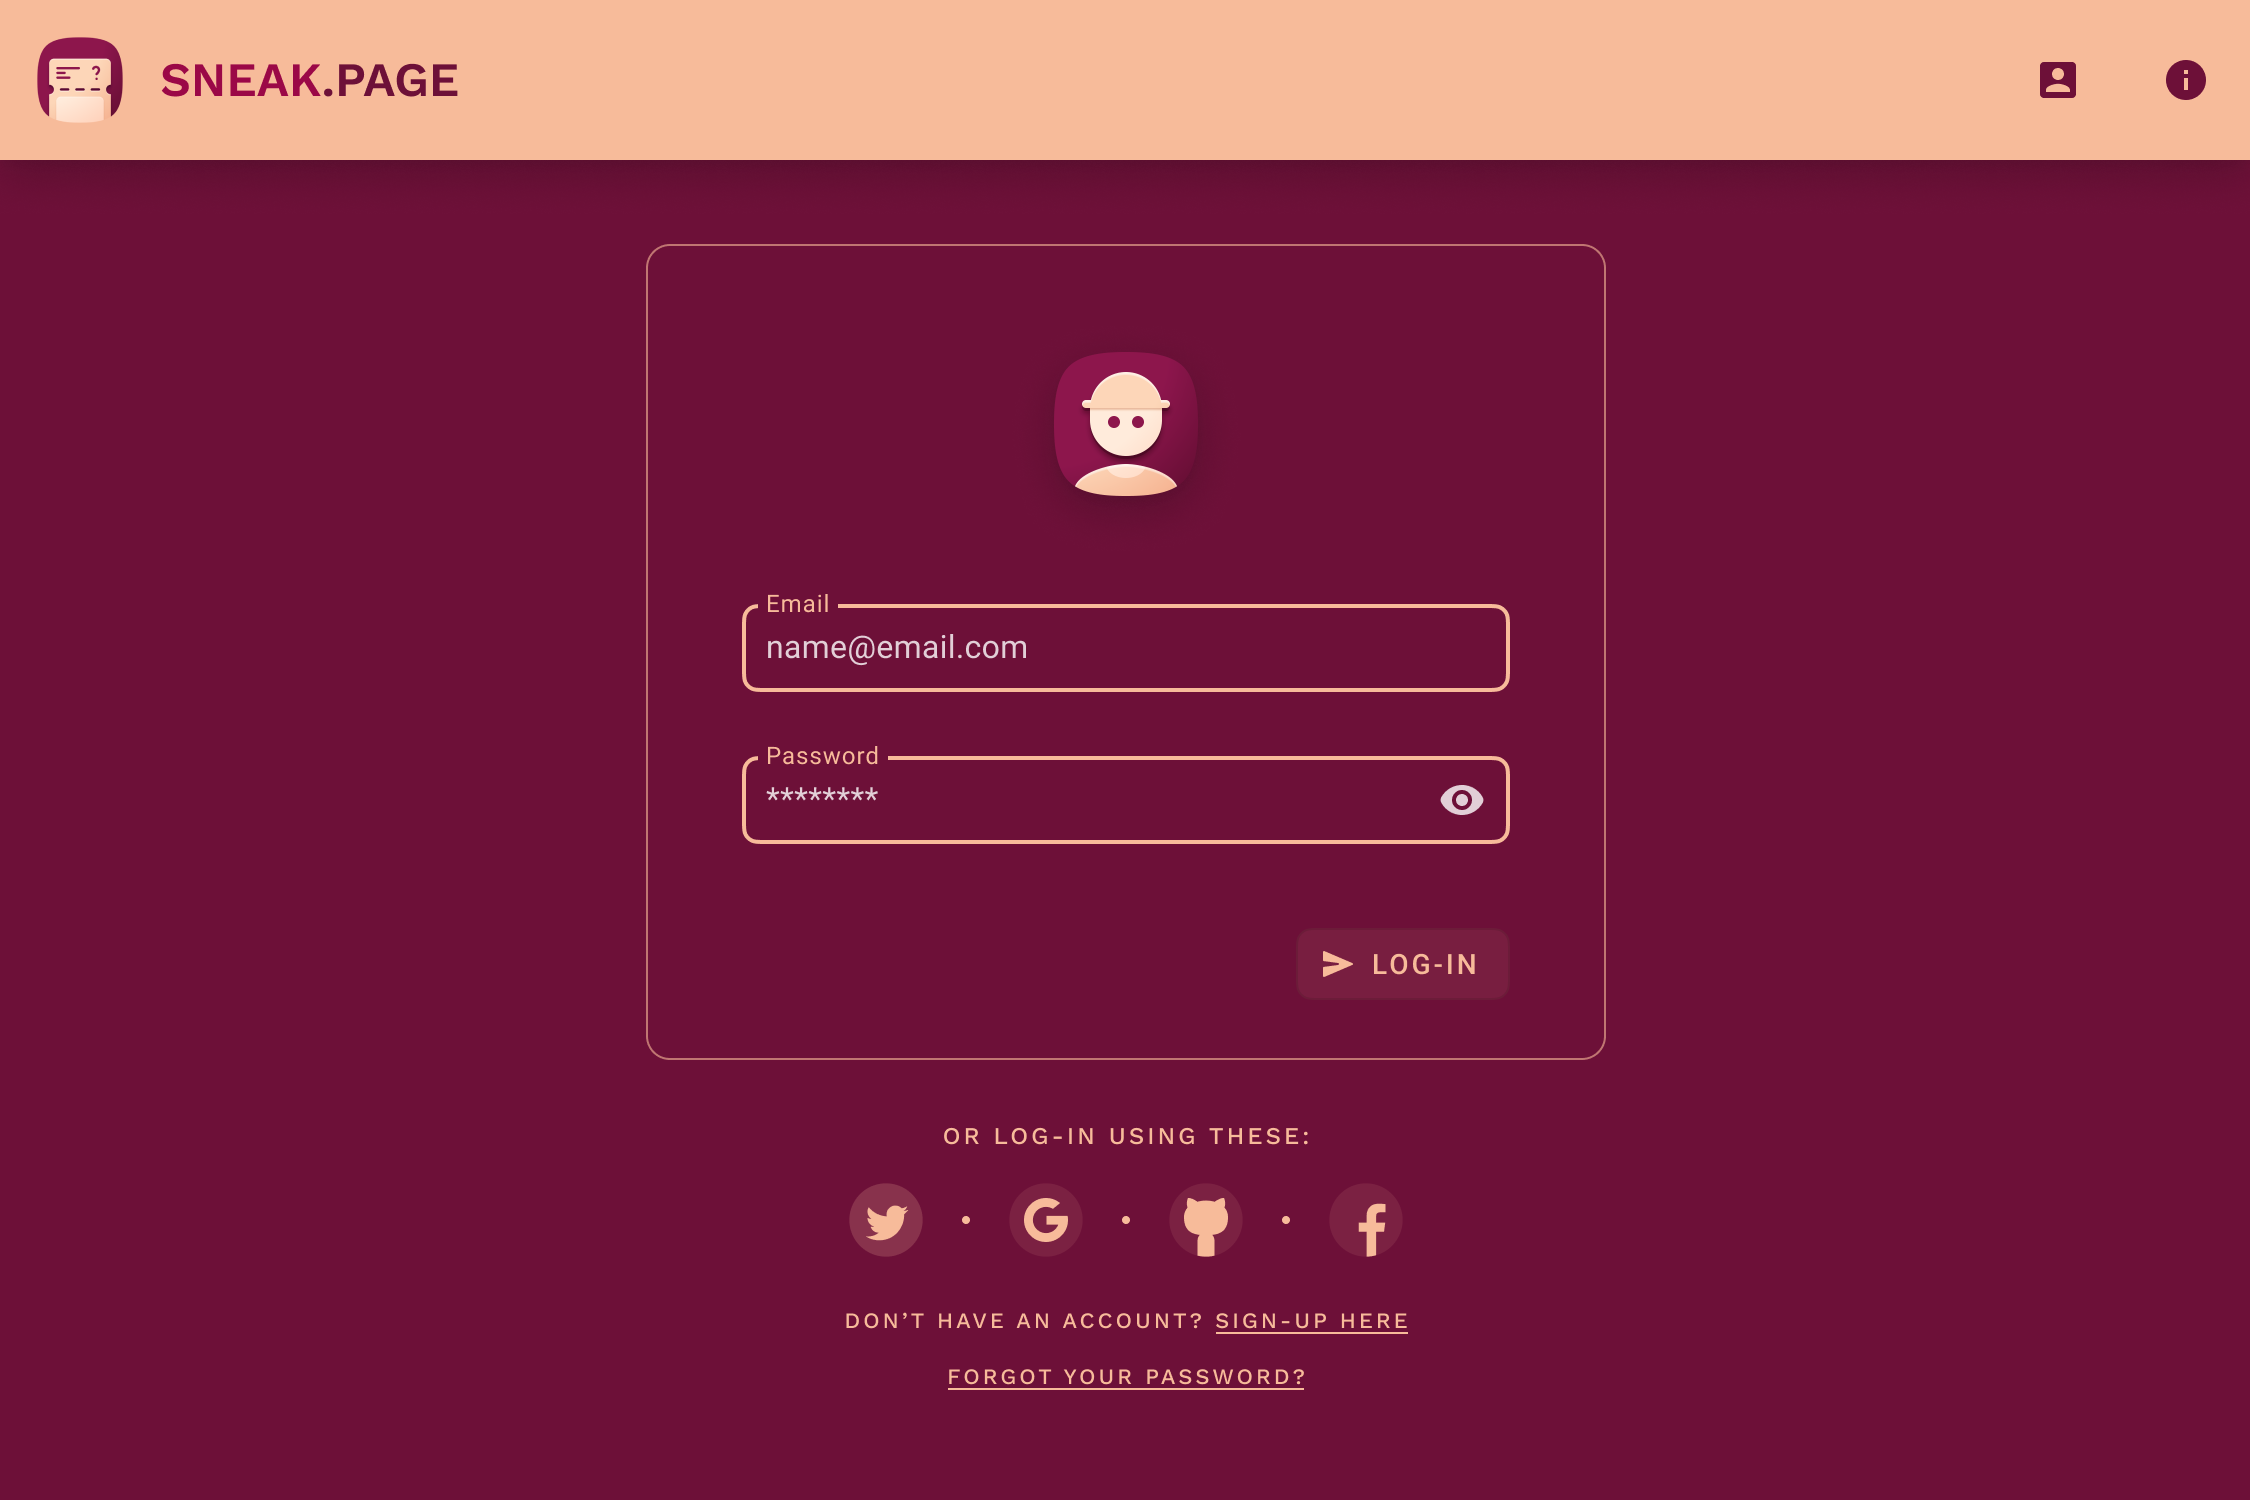 SNEAK.PAGE
Email
name@email.com
Password
********
LOG-IN
OR LOG-IN USING THESE:
DON’T HAVE AN ACCOUNT? SIGN-UP HERE
FORGOT YOUR PASSWORD?